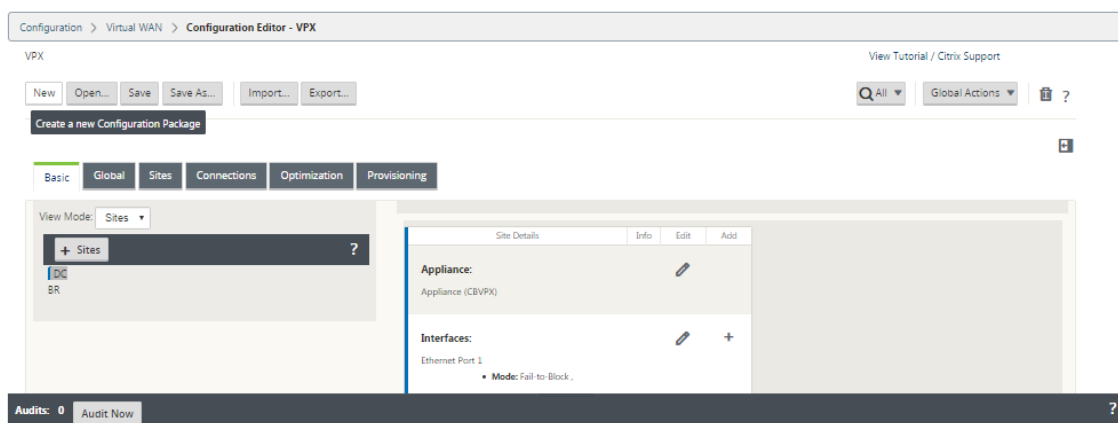 Configuration > Virtual WAN > Configuration Editor - VPX
VPX
View Tutorial / Citrix Support
New Open... Save Save As... Import... Export...
All ▼ Global Actions ▼ ?
Create a new Configuration Package
Basic Global Sites Connections Optimization Provisioning
View Mode: Sites ▼
+ Sites ?
DC
BR
Site Details Info Edit Add
Appliance:
Appliance (CBVPX)
Interfaces: +
Ethernet Port 1
• Mode: Fail-to-Block ,
Audits: 0 Audit Now ?